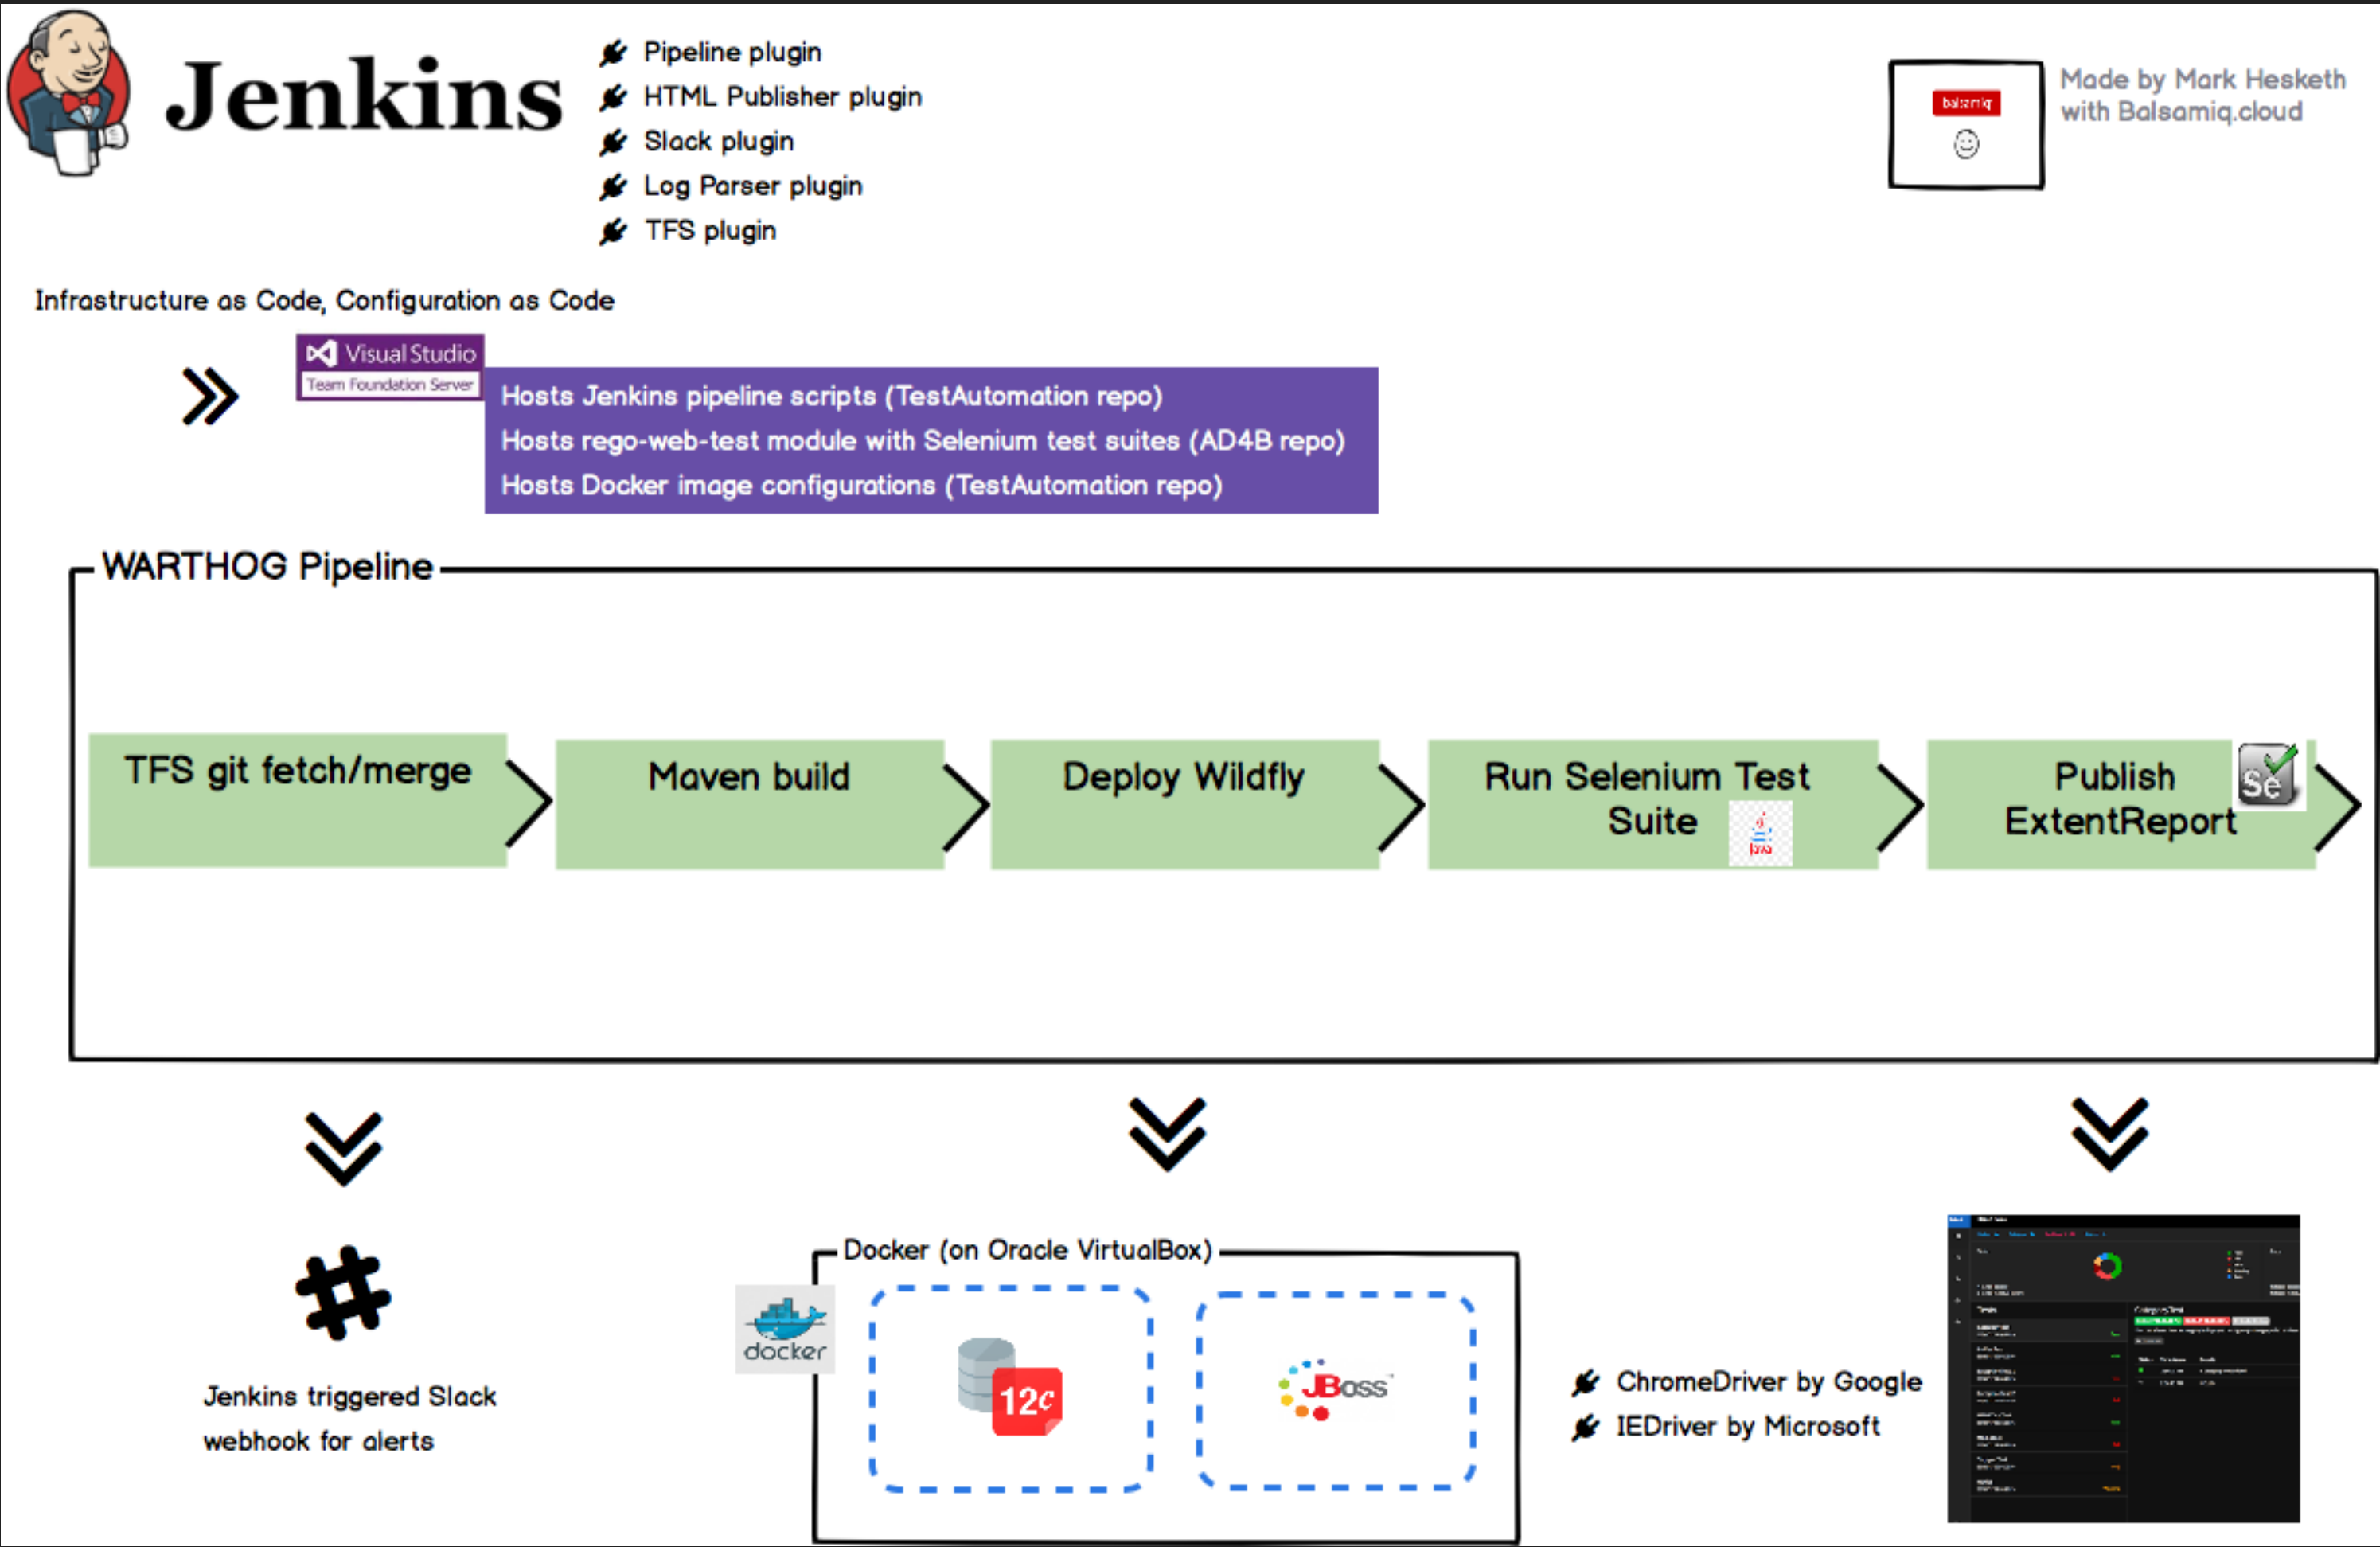 Jenkins
Pipeline plugin
HTML Publisher plugin
Slack plugin
Log Parser plugin
TFS plugin
balsamiq
Made by Mark Hesketh
with Balsamiq.cloud
Infrastructure as Code, Configuration as Code
Visual Studio
Team Foundation Server
Hosts Jenkins pipeline scripts (TestAutomation repo)
Hosts rego-web-test module with Selenium test suites (AD4B repo)
Hosts Docker image configurations (TestAutomation repo)
WARTHOG Pipeline
TFS git fetch/merge
Maven build
Deploy Wildfly
Run Selenium Test
Suite
java
Publish
ExtentReport
Se
Jenkins triggered Slack
webhook for alerts
Docker (on Oracle VirtualBox)
docker
12c
JBoss
ChromeDriver by Google
IEDriver by Microsoft
Tests
CategoryTest